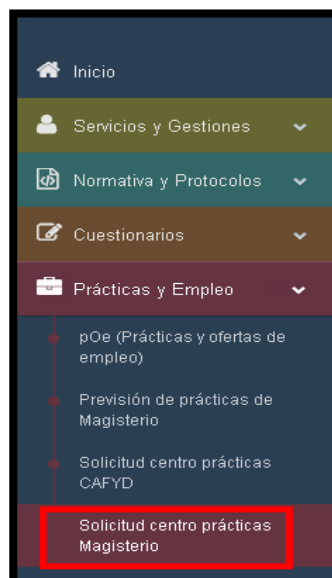 Inicio
Servicios y Gestiones
Normativa y Protocolos
Cuestionarios
Prácticas y Empleo
pOe (Prácticas y ofertas de
empleo)
Previsión de prácticas de
Magisterio
Solicitud centro prácticas
CAFYD
Solicitud centro prácticas
Magisterio